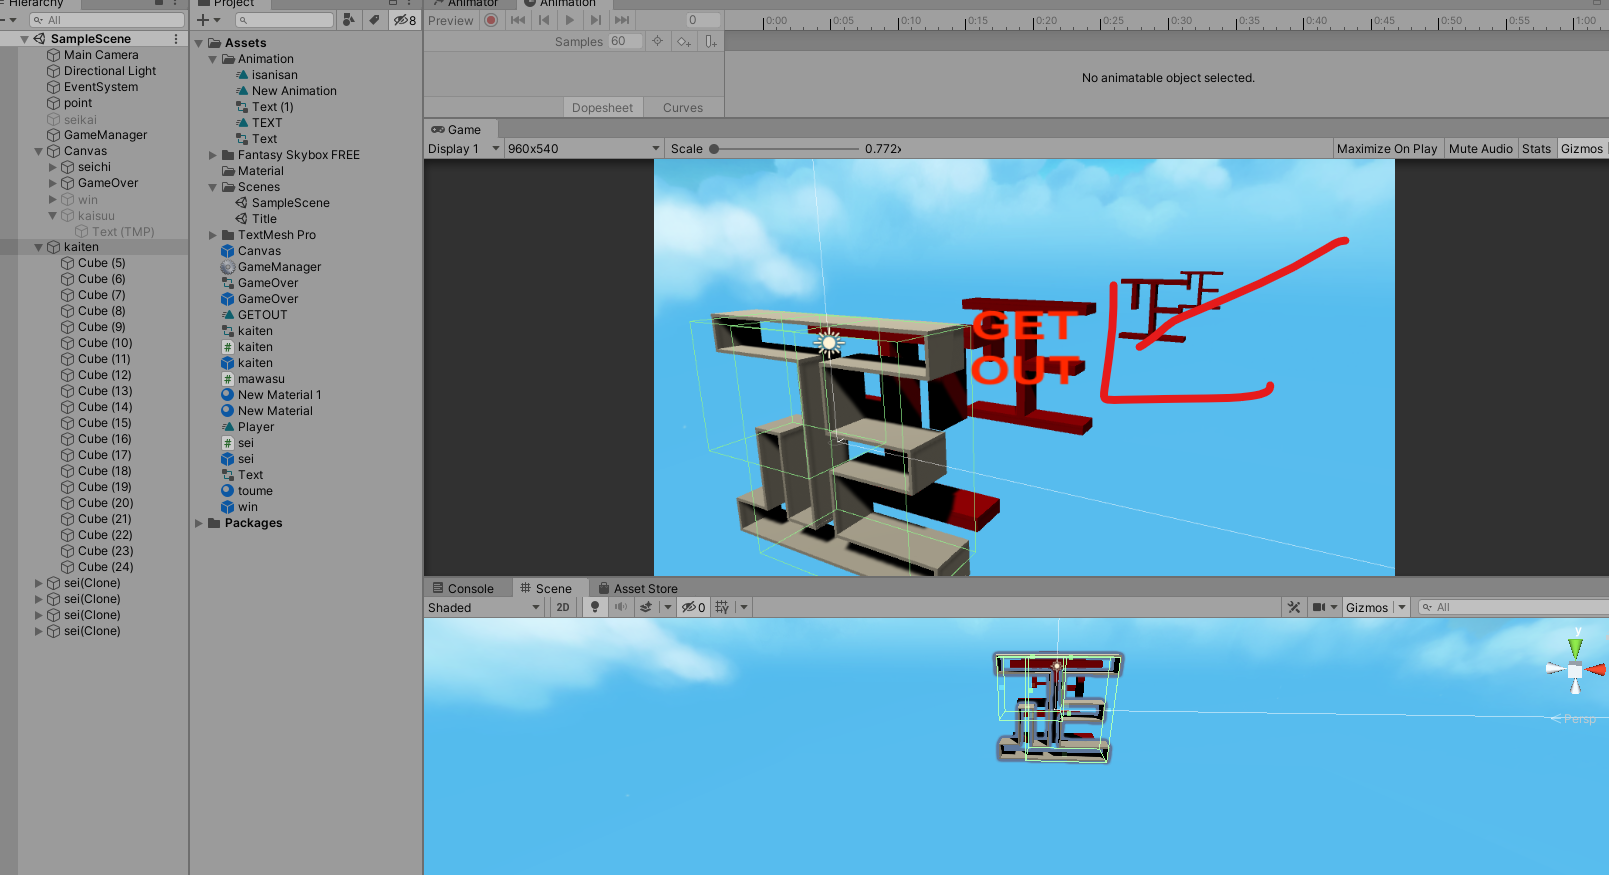 Hierarchy
All
SampleScene
Main Camera
Directional Light
EventSystem
point
seikai
GameManager
Canvas
seichi
GameOver
win
kaisuu
Text (TMP)
kaiten
Cube (5)
Cube (6)
Cube (7)
Cube (8)
Cube (9)
Cube (10)
Cube (11)
Cube (12)
Cube (13)
Cube (14)
Cube (15)
Cube (16)
Cube (17)
Cube (18)
Cube (19)
Cube (20)
Cube (21)
Cube (22)
Cube (23)
Cube (24)
sei(Clone)
sei(Clone)
sei(Clone)
sei(Clone)
Project
8
Assets
Animation
isanisan
New Animation
Text (1)
TEXT
Text
Fantasy Skybox FREE
Material
Scenes
SampleScene
Title
TextMesh Pro
Canvas
GameManager
GameOver
GameOver
GETOUT
kaiten
kaiten
kaiten
mawasu
New Material 1
New Material
Player
sei
sei
Text
toume
win
Packages
Animator Animation
Preview 0 0:00 0:05 0:10 0:15 0:20 0:25 0:30 0:35 0:40 0:45 0:50 0:55 1:00
Samples 60
No animatable object selected.
Dopesheet Curves
Game
Display 1 960x540 Scale 0.772x Maximize On Play Mute Audio Stats Gizmos
GET
OUT
正
Console Scene Asset Store
Shaded 2D 0 Gizmos All
y
Persp